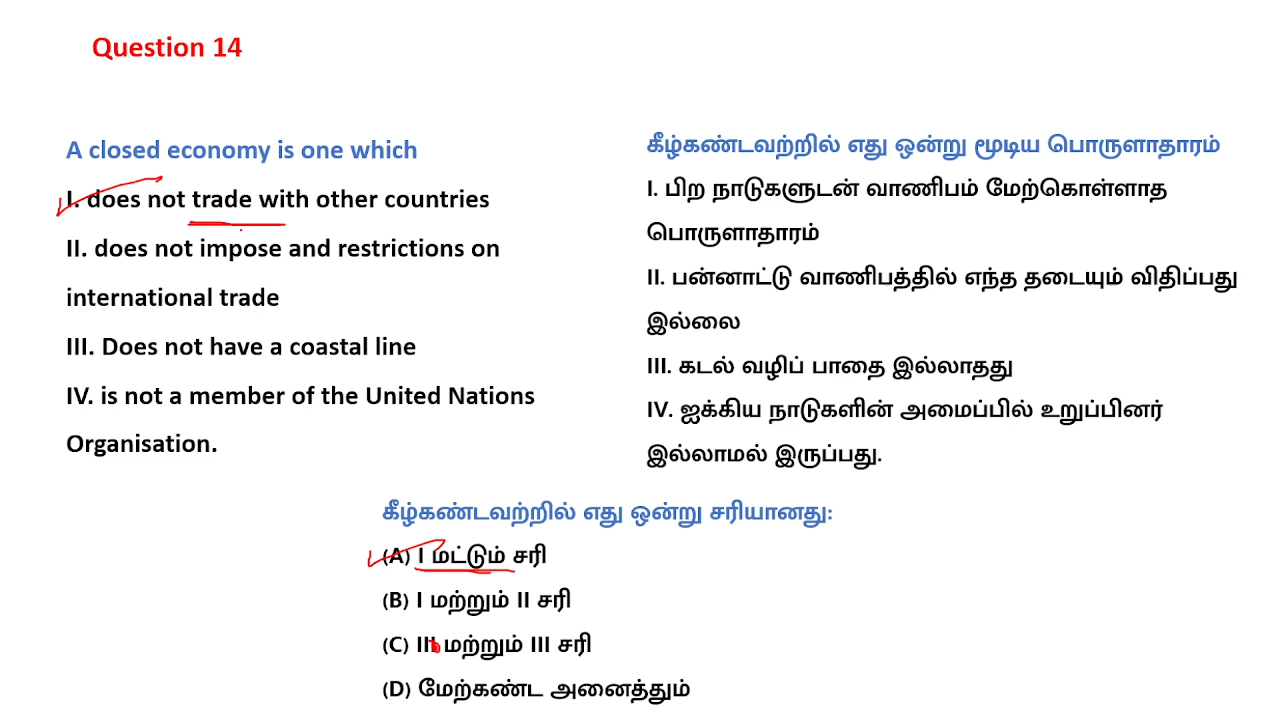 Question 14
A closed economy is one which
I. does not trade with other countries
II. does not impose and restrictions on
international trade
III. Does not have a coastal line
IV. is not a member of the United Nations
Organisation.
கீழ்கண்டவற்றில் எது ஒன்று மூடிய பொருளாதாரம்
I. பிற நாடுகளுடன் வாணிபம் மேற்கொள்ளாத
பொருளாதாரம்
II. பன்னாட்டு வாணிபத்தில் எந்த தடையும் விதிப்பது
இல்லை
III. கடல் வழிப் பாதை இல்லாதது
IV. ஐக்கிய நாடுகளின் அமைப்பில் உறுப்பினர்
இல்லாமல் இருப்பது.
கீழ்கண்டவற்றில் எது ஒன்று சரியானது:
(A) I மட்டும் சரி
(B) I மற்றும் II சரி
(C) III மற்றும் III சரி
(D) மேற்கண்ட அனைத்தும்